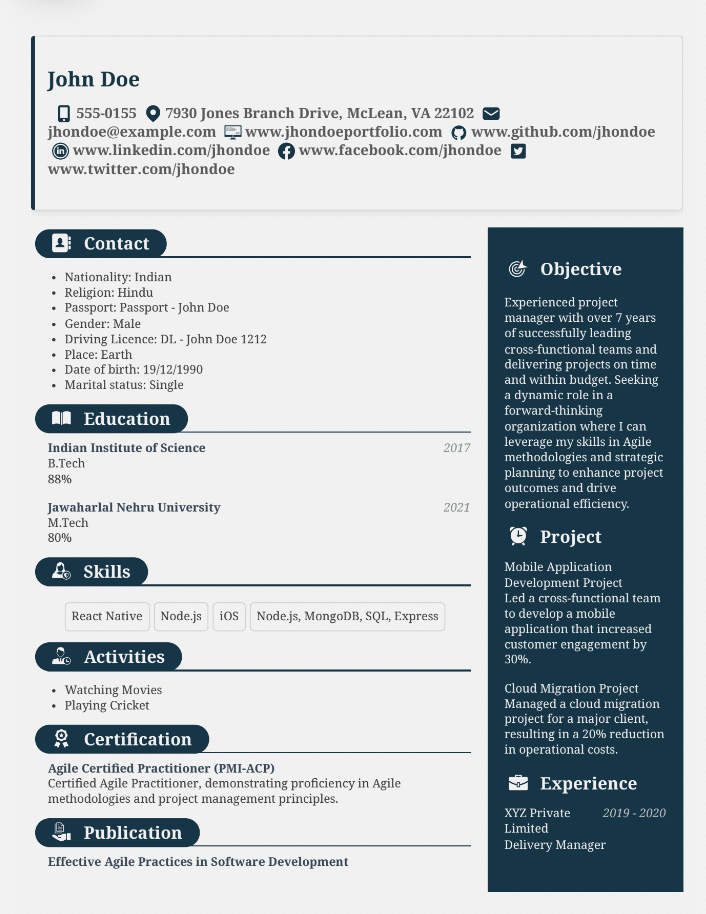 John Doe
555-0155 7930 Jones Branch Drive, McLean, VA 22102
jhondoe@example.com www.jhondoeportfolio.com www.github.com/jhondoe
www.linkedin.com/jhondoe www.facebook.com/jhondoe
www.twitter.com/jhondoe
Contact
• Nationality: Indian
• Religion: Hindu
• Passport: Passport - John Doe
• Gender: Male
• Driving Licence: DL - John Doe 1212
• Place: Earth
• Date of birth: 19/12/1990
• Marital status: Single
Education
Indian Institute of Science 2017
B.Tech
88%
Jawaharlal Nehru University 2021
M.Tech
80%
Skills
React Native Node.js iOS Node.js, MongoDB, SQL, Express
Activities
• Watching Movies
• Playing Cricket
Certification
Agile Certified Practitioner (PMI-ACP)
Certified Agile Practitioner, demonstrating proficiency in Agile
methodologies and project management principles.
Publication
Effective Agile Practices in Software Development
Objective
Experienced project
manager with over 7 years
of successfully leading
cross-functional teams and
delivering projects on time
and within budget. Seeking
a dynamic role in a
forward-thinking
organization where I can
leverage my skills in Agile
methodologies and strategic
planning to enhance project
outcomes and drive
operational efficiency.
Project
Mobile Application
Development Project
Led a cross-functional team
to develop a mobile
application that increased
customer engagement by
30%.
Cloud Migration Project
Managed a cloud migration
project for a major client,
resulting in a 20% reduction
in operational costs.
Experience
XYZ Private 2019 - 2020
Limited
Delivery Manager